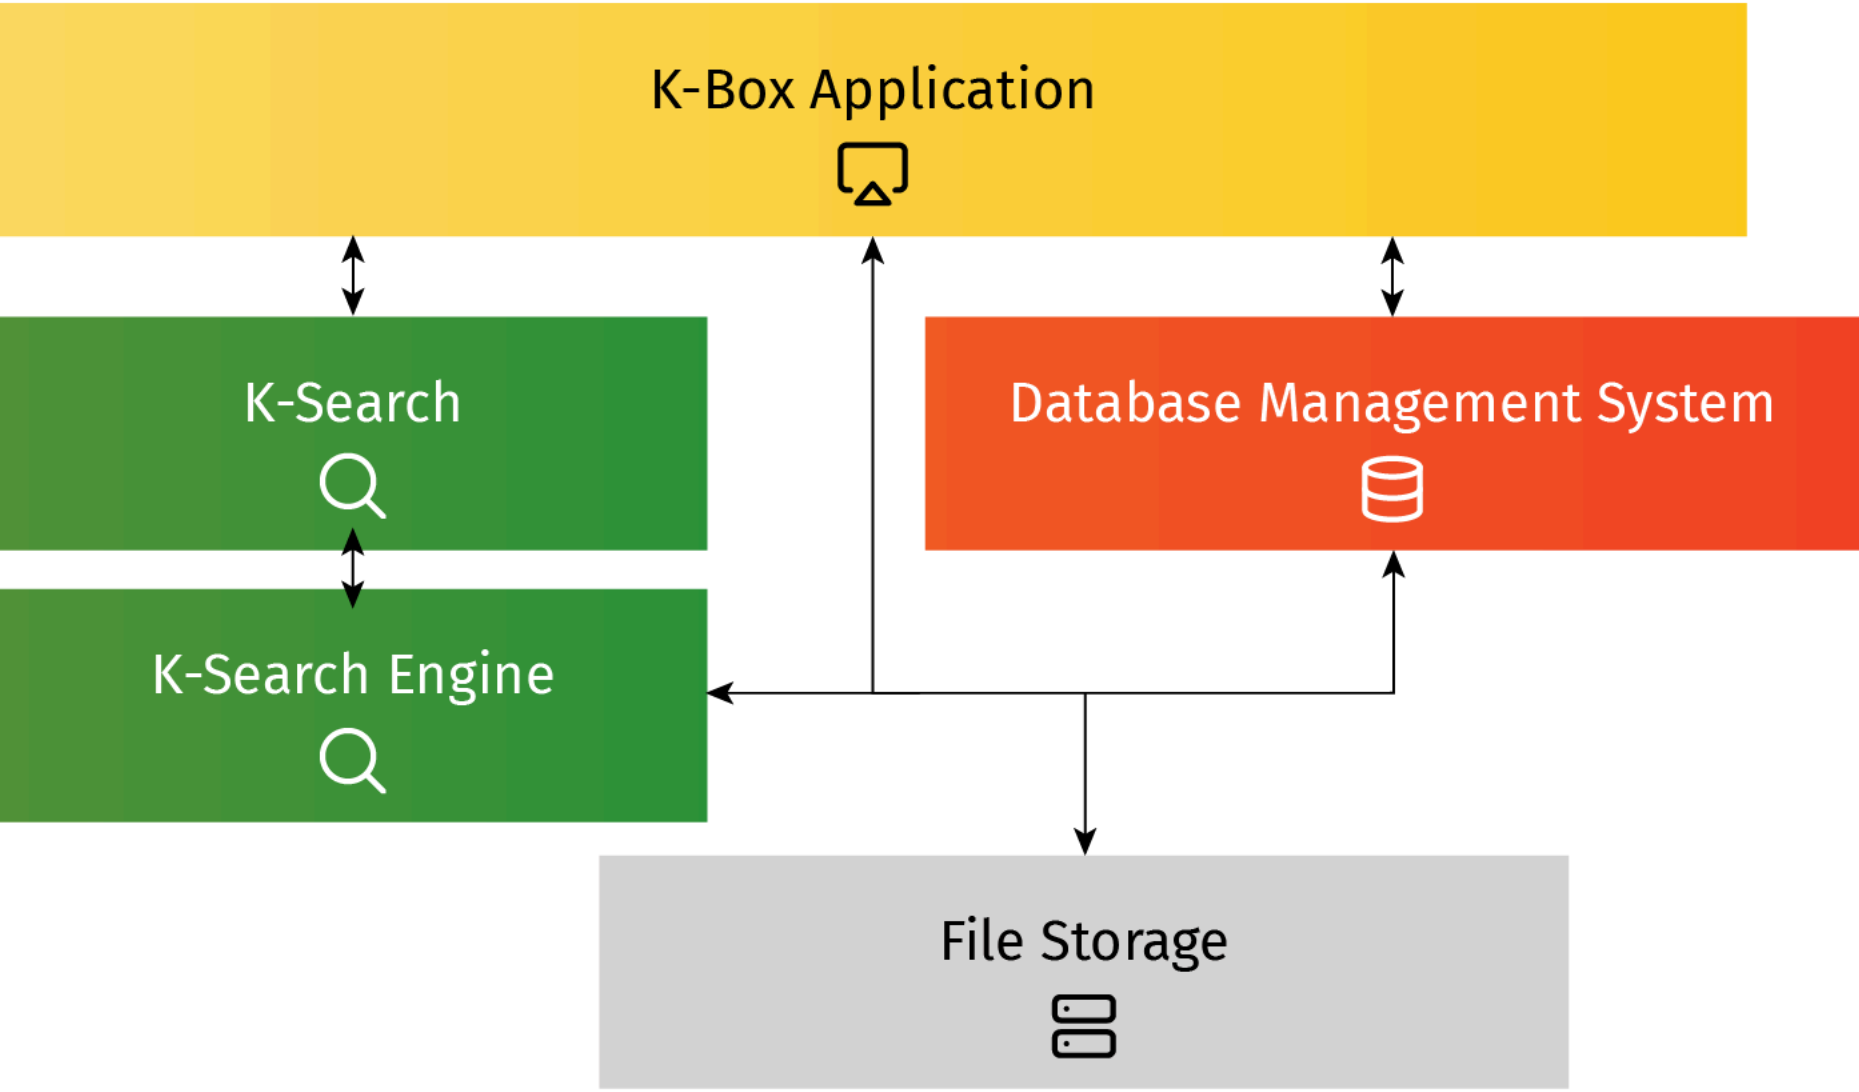 K-Box Application
K-Search
Database Management System
K-Search Engine
File Storage